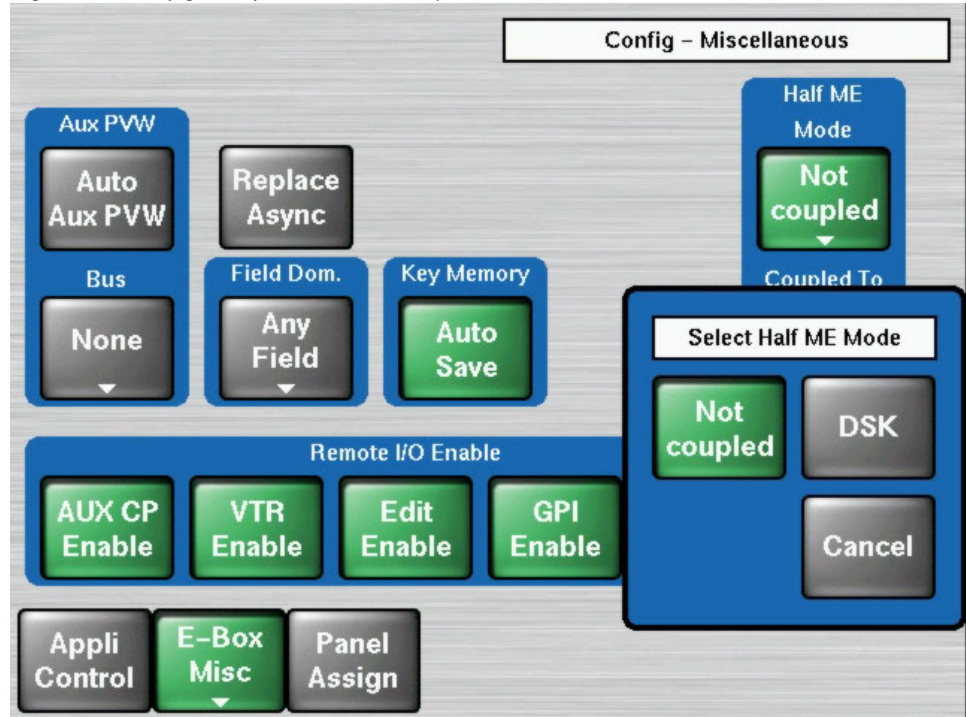 Config – Miscellaneous
Half ME
Mode
Not
coupled
Coupled To
Aux PVW
Auto
Aux PVW
Replace
Async
Bus
None
Field Dom.
Any
Field
Key Memory
Auto
Save
Select Half ME Mode
Not
coupled
DSK
Cancel
Remote I/O Enable
AUX CP
Enable
VTR
Enable
Edit
Enable
GPI
Enable
Appli
Control
E–Box
Misc
Panel
Assign